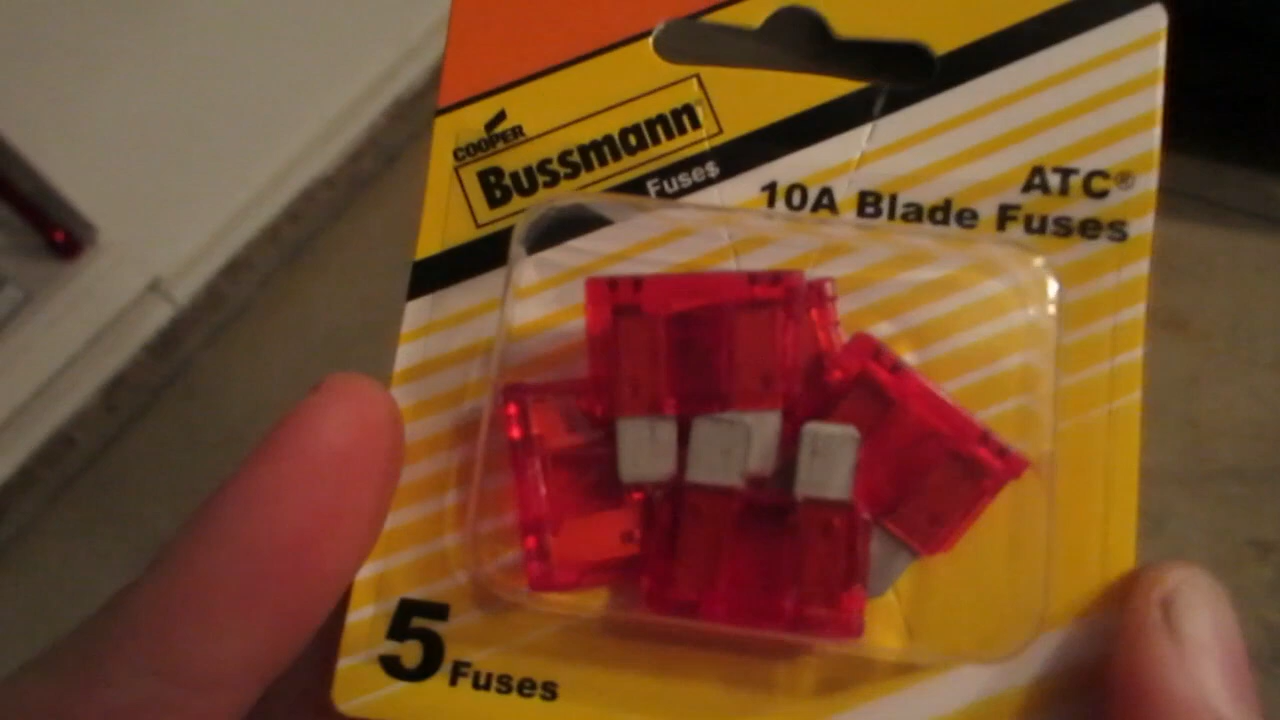 COOPER
Bussmann
Fuses
ATC®
10A Blade Fuses
5 Fuses